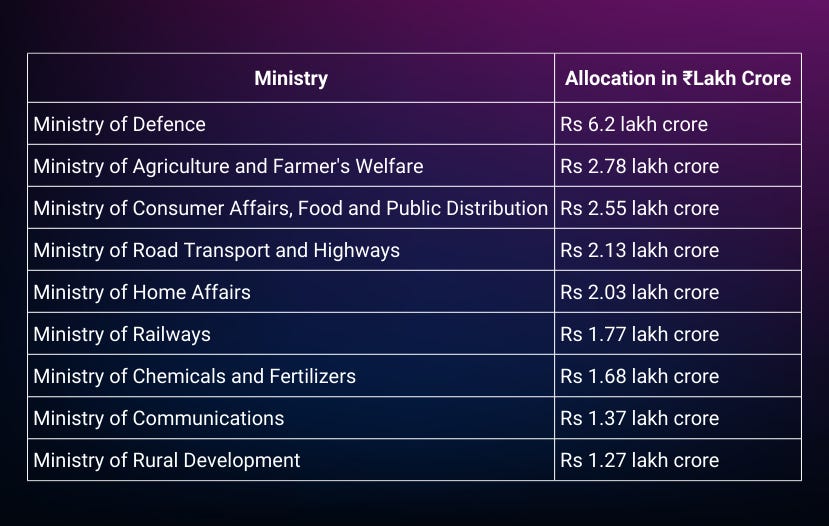 Ministry Allocation in ₹Lakh Crore
Ministry of Defence Rs 6.2 lakh crore
Ministry of Agriculture and Farmer's Welfare Rs 2.78 lakh crore
Ministry of Consumer Affairs, Food and Public Distribution Rs 2.55 lakh crore
Ministry of Road Transport and Highways Rs 2.13 lakh crore
Ministry of Home Affairs Rs 2.03 lakh crore
Ministry of Railways Rs 1.77 lakh crore
Ministry of Chemicals and Fertilizers Rs 1.68 lakh crore
Ministry of Communications Rs 1.37 lakh crore
Ministry of Rural Development Rs 1.27 lakh crore